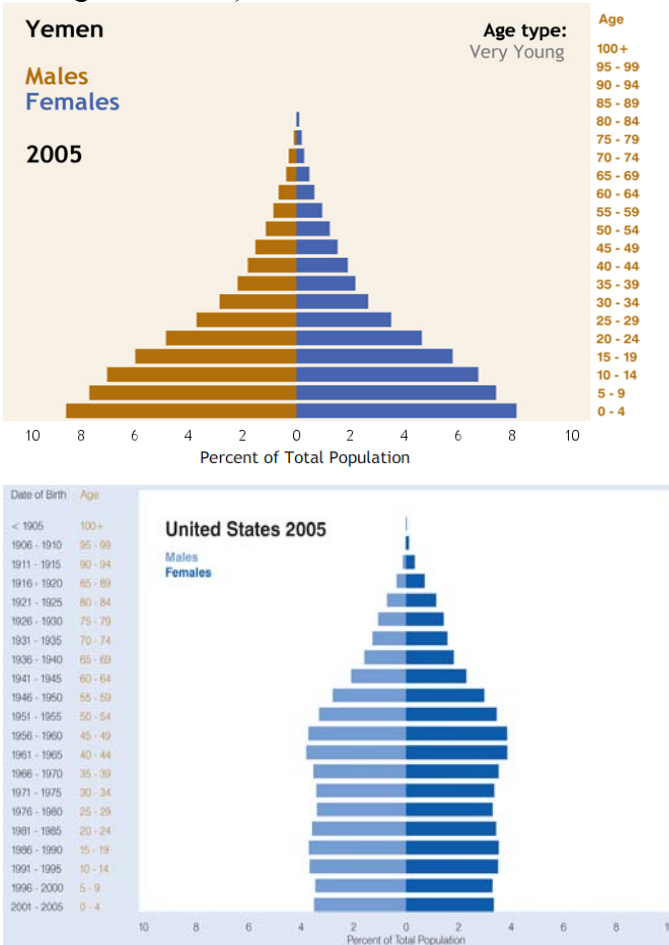 Yemen
Age type:
Very Young
Males
Females
2005
Age
100+
95 - 99
90 - 94
85 - 89
80 - 84
75 - 79
70 - 74
65 - 69
60 - 64
55 - 59
50 - 54
45 - 49
40 - 44
35 - 39
30 - 34
25 - 29
20 - 24
15 - 19
10 - 14
5 - 9
0 - 4
10 8 6 4 2 0 2 4 6 8 10
Percent of Total Population
Date of Birth Age
United States 2005
Males
Females
< 1905 100+
1906 - 1910 95 - 99
1911 - 1915 90 - 94
1916 - 1920 85 - 89
1921 - 1925 80 - 84
1926 - 1930 75 - 79
1931 - 1935 70 - 74
1936 - 1940 65 - 69
1941 - 1945 60 - 64
1946 - 1950 55 - 59
1951 - 1955 50 - 54
1956 - 1960 45 - 49
1961 - 1965 40 - 44
1966 - 1970 35 - 39
1971 - 1975 30 - 34
1976 - 1980 25 - 29
1981 - 1985 20 - 24
1986 - 1990 15 - 19
1991 - 1995 10 - 14
1996 - 2000 5 - 9
2001 - 2005 0 - 4
10 8 6 4 2 0 2 4 6 8
Percent of Total Population